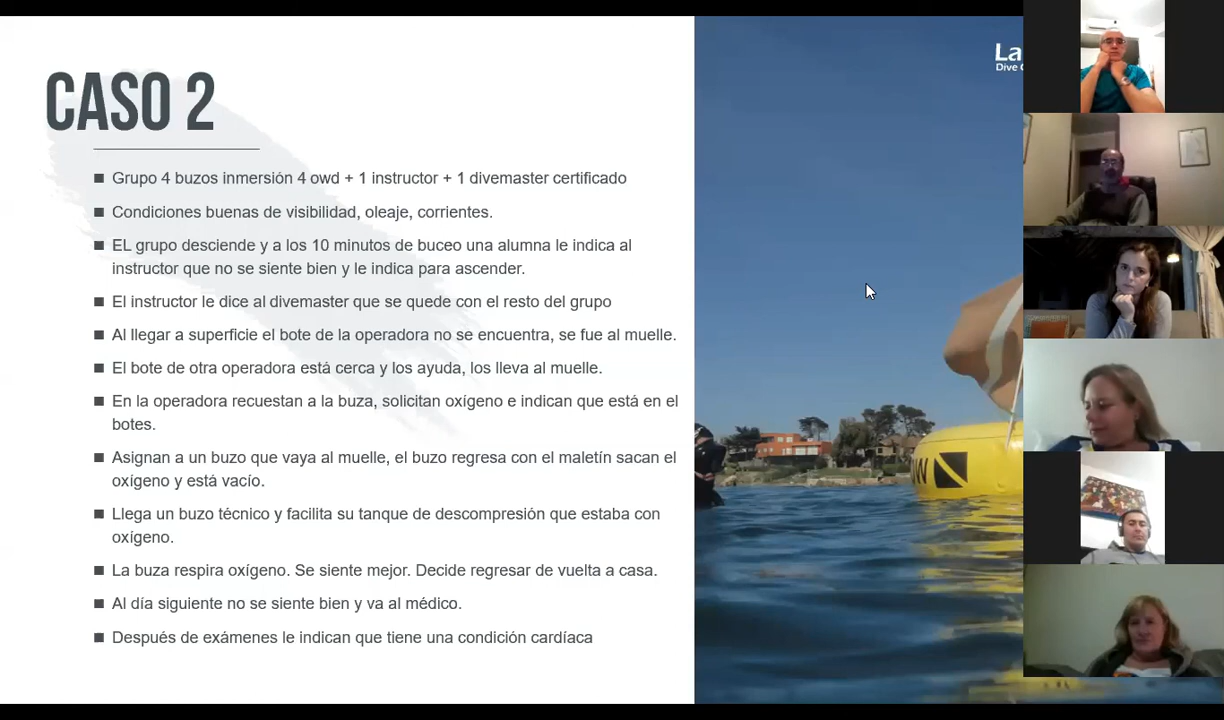 CASO 2
Grupo 4 buzos inmersión 4 owd + 1 instructor + 1 divemaster certificado
Condiciones buenas de visibilidad, oleaje, corrientes.
EL grupo desciende y a los 10 minutos de buceo una alumna le indica al
instructor que no se siente bien y le indica para ascender.
El instructor le dice al divemaster que se quede con el resto del grupo
Al llegar a superficie el bote de la operadora no se encuentra, se fue al muelle.
El bote de otra operadora está cerca y los ayuda, los lleva al muelle.
En la operadora recuestan a la buza, solicitan oxígeno e indican que está en el
botes.
Asignan a un buzo que vaya al muelle, el buzo regresa con el maletín sacan el
oxígeno y está vacío.
Llega un buzo técnico y facilita su tanque de descompresión que estaba con
oxígeno.
La buza respira oxígeno. Se siente mejor. Decide regresar de vuelta a casa.
Al día siguiente no se siente bien y va al médico.
Después de exámenes le indican que tiene una condición cardíaca
La
Dive